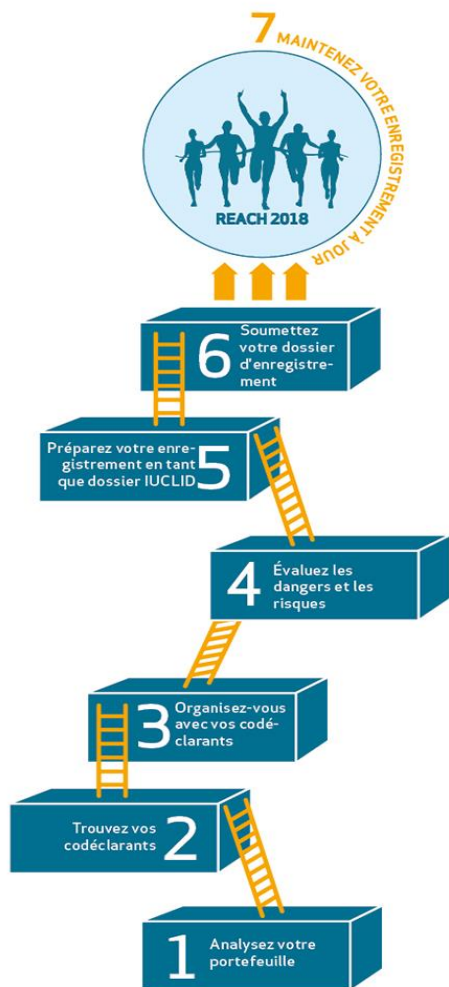 7 MAINTENEZ VOTRE ENREGISTREMENT À JOUR
REACH 2018
6
Soumettez
votre dossier
d'enregistre-
ment
Préparez votre enre-
gistrement en tant
que dossier IUCLID
5
4
Évaluez les
dangers et les
risques
3
Organisez-vous
avec vos codé-
clarants
Trouvez vos
codéclarants
2
1
Analysez votre
portefeuille